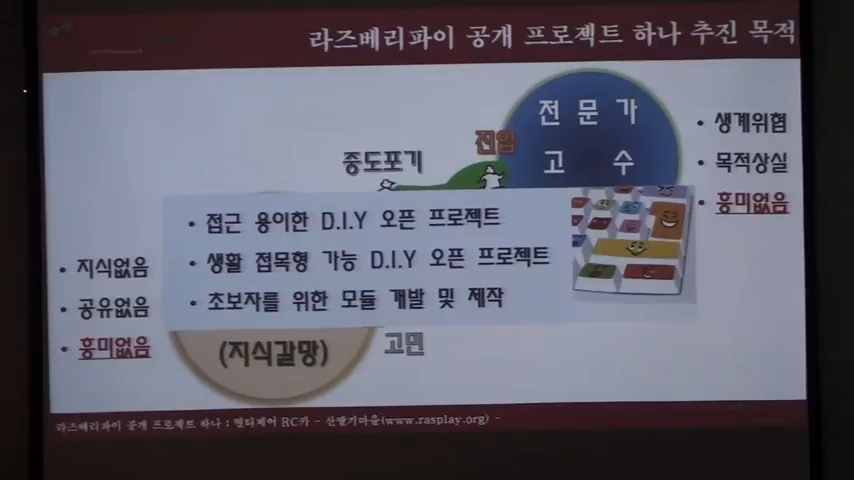 라즈베리파이 공개 프로젝트 하나 추진 목적
전문가
고수
진입
중도포기
• 생계위협
• 목적상실
• 흥미없음
• 접근 용이한 D.I.Y 오픈 프로젝트
• 생활 접목형 가능 D.I.Y 오픈 프로젝트
• 초보자를 위한 모듈 개발 및 제작
• 지식없음
• 공유없음
• 흥미없음
(지식갈망)
고민
라즈베리파이 공개 프로젝트 하나 : 멀티제어 RC카 - 산딸기마을(www.rasplay.org) -